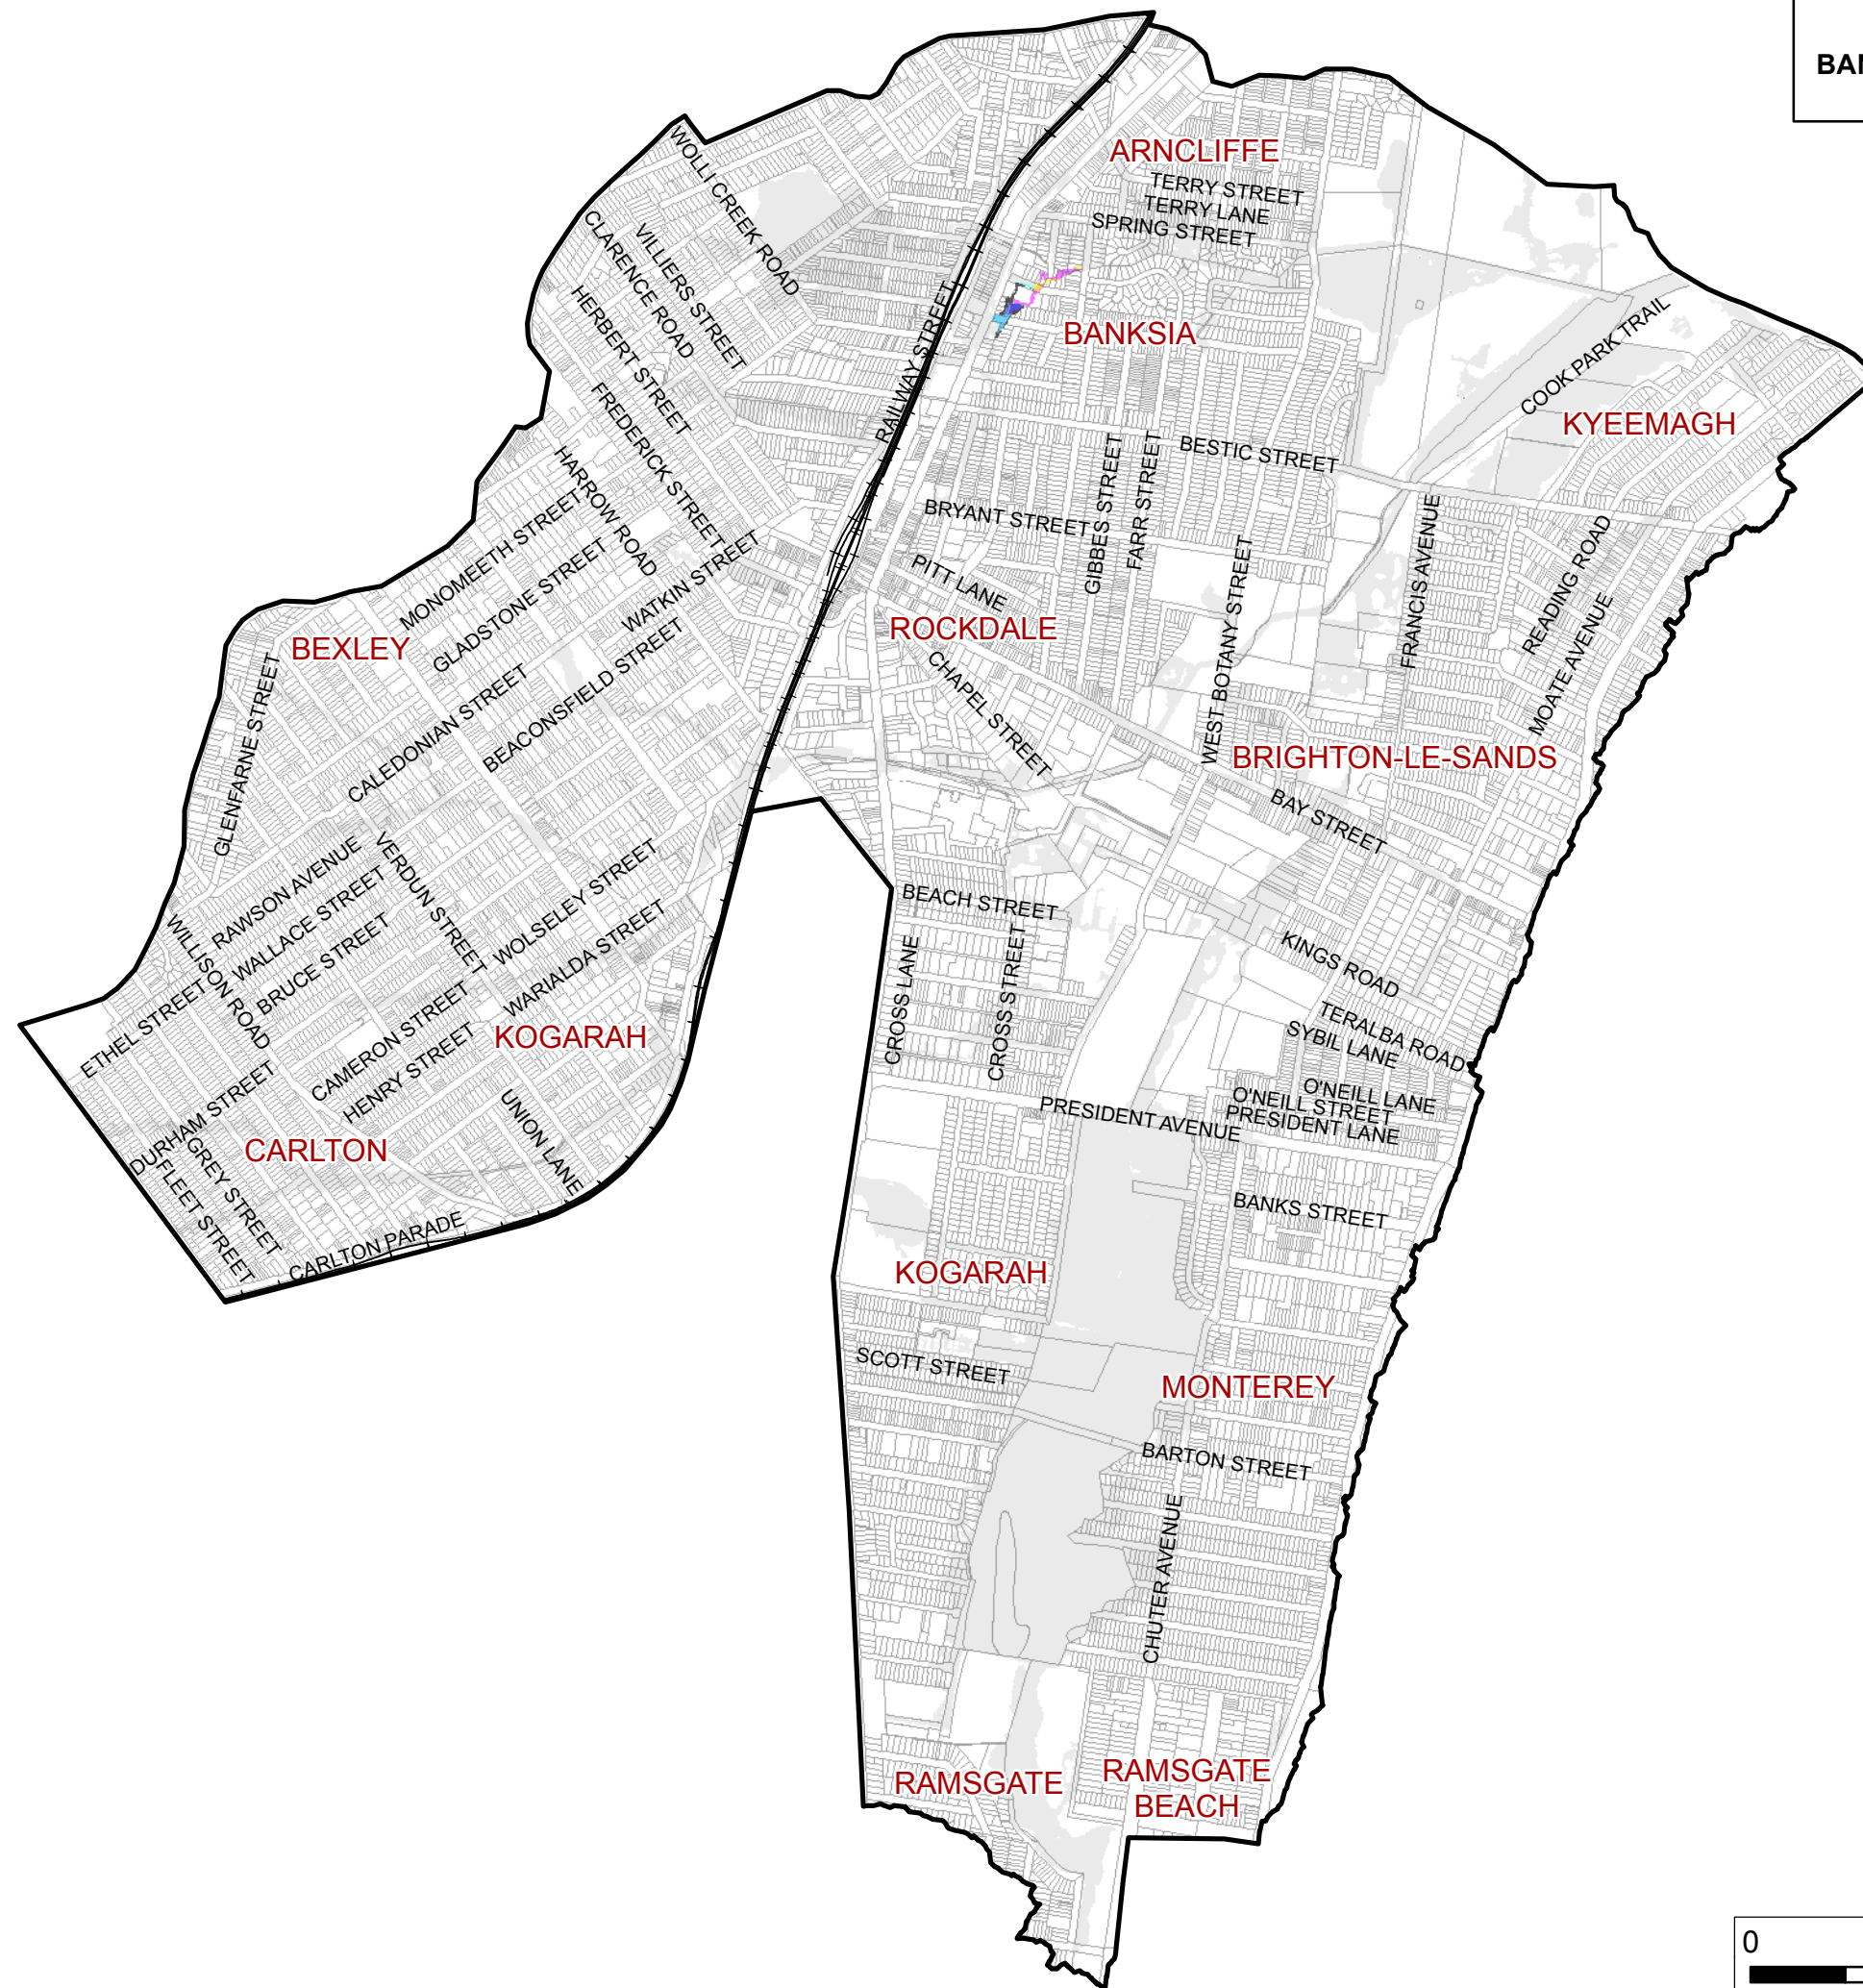 BAN
ARNCLIFFE
TERRY STREET
TERRY LANE
SPRING STREET
WOLLI CREEK ROAD
VILLIERS STREET
CLARENCE ROAD
HERBERT STREET
RAILWAY STREET
BANKSIA
COOK PARK TRAIL
KYEEMAGH
FREDERICK STREET
HARROW ROAD
BESTIC STREET
GIBBES STREET
FARR STREET
BRYANT STREET
MONOMEETH STREET
GLADSTONE STREET
WATKIN STREET
PITT LANE
WEST BOTANY STREET
FRANCIS AVENUE
READING ROAD
MOATE AVENUE
BEXLEY
ROCKDALE
GLENFARNE STREET
CALEDONIAN STREET
BEACONSFIELD STREET
CHAPEL STREET
BRIGHTON-LE-SANDS
BAY STREET
RAWSON AVENUE
VERDUN STREET
WALLACE STREET
BRUCE STREET
WOLSELEY STREET
WARIALDA STREET
WILLISON ROAD
BEACH STREET
CROSS LANE
CROSS STREET
KINGS ROAD
ETHEL STREET
CAMERON STREET
HENRY STREET
KOGARAH
TERALBA ROAD
SYBIL LANE
DURHAM STREET
UNION LANE
O'NEILL LANE
O'NEILL STREET
PRESIDENT LANE
PRESIDENT AVENUE
CARLTON
GREY STREET
FLEET STREET
CARLTON PARADE
BANKS STREET
KOGARAH
SCOTT STREET
MONTEREY
BARTON STREET
CHUTER AVENUE
RAMSGATE
RAMSGATE
BEACH
0